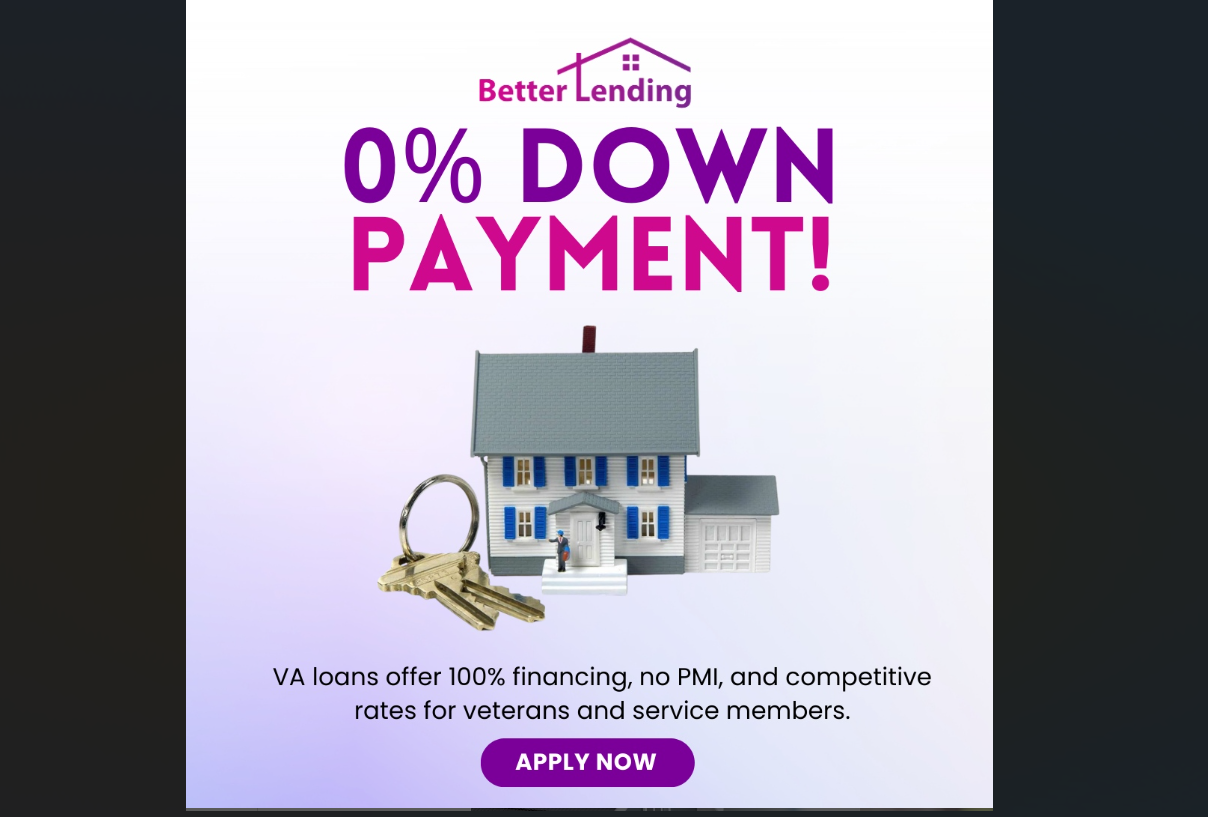 Better Lending
0% DOWN
PAYMENT!
VA loans offer 100% financing, no PMI, and competitive
rates for veterans and service members.
APPLY NOW